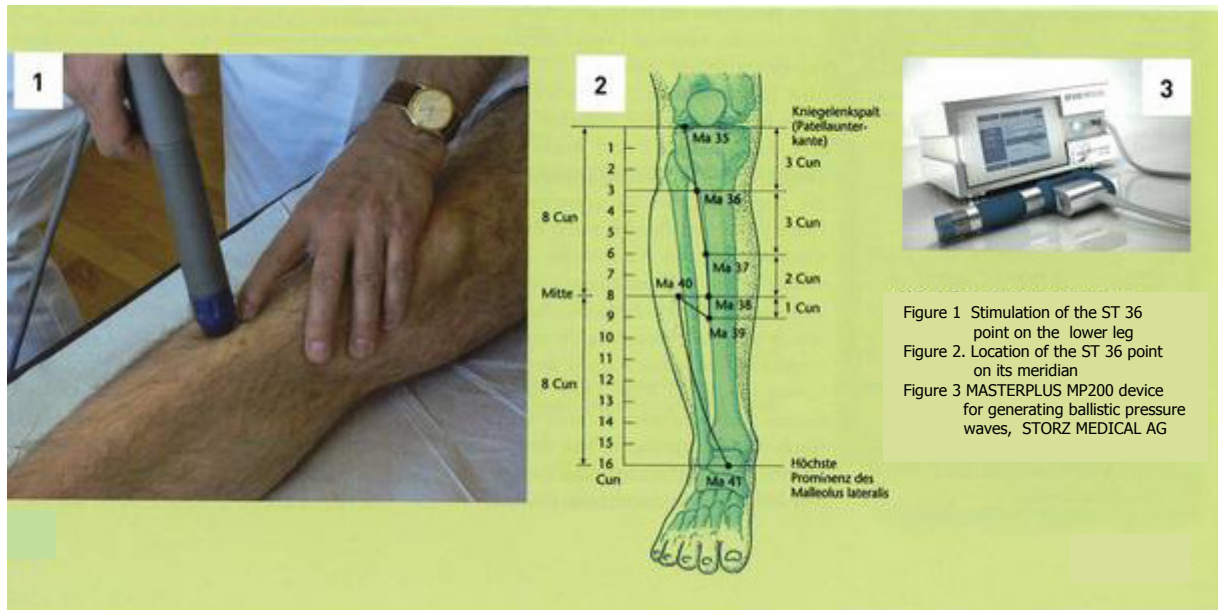 1
2
3
Kniegelenkspalt
(Patellaunter-
kante)
Ma 35
1
2
3
4
5
6
7
8
9
10
11
12
13
14
15
16
Cun
8 Cun
Mitte
8 Cun
3 Cun
Ma 36
3 Cun
Ma 37
2 Cun
Ma 40
Ma 38
1 Cun
Ma 39
Ma 41
Höchste
Prominenz des
Malleolus lateralis
Figure 1 Stimulation of the ST 36
point on the lower leg
Figure 2. Location of the ST 36 point
on its meridian
Figure 3 MASTERPLUS MP200 device
for generating ballistic pressure
waves, STORZ MEDICAL AG